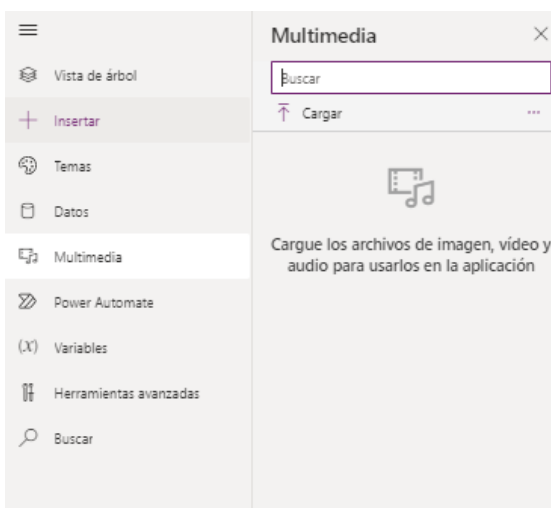 Multimedia
Vista de árbol
Insertar
Temas
Datos
Multimedia
Power Automate
(x) Variables
Herramientas avanzadas
Buscar
Buscar
Cargar
...
Cargue los archivos de imagen, vídeo y
audio para usarlos en la aplicación